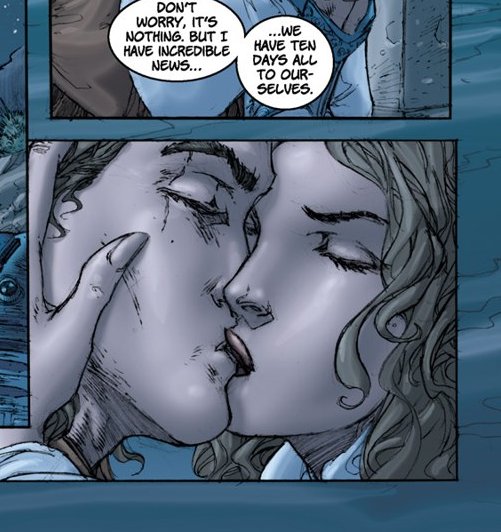 DON'T
WORRY, IT'S
NOTHING. BUT I
HAVE INCREDIBLE
NEWS...
...WE
HAVE TEN
DAYS ALL
TO OUR-
SELVES.